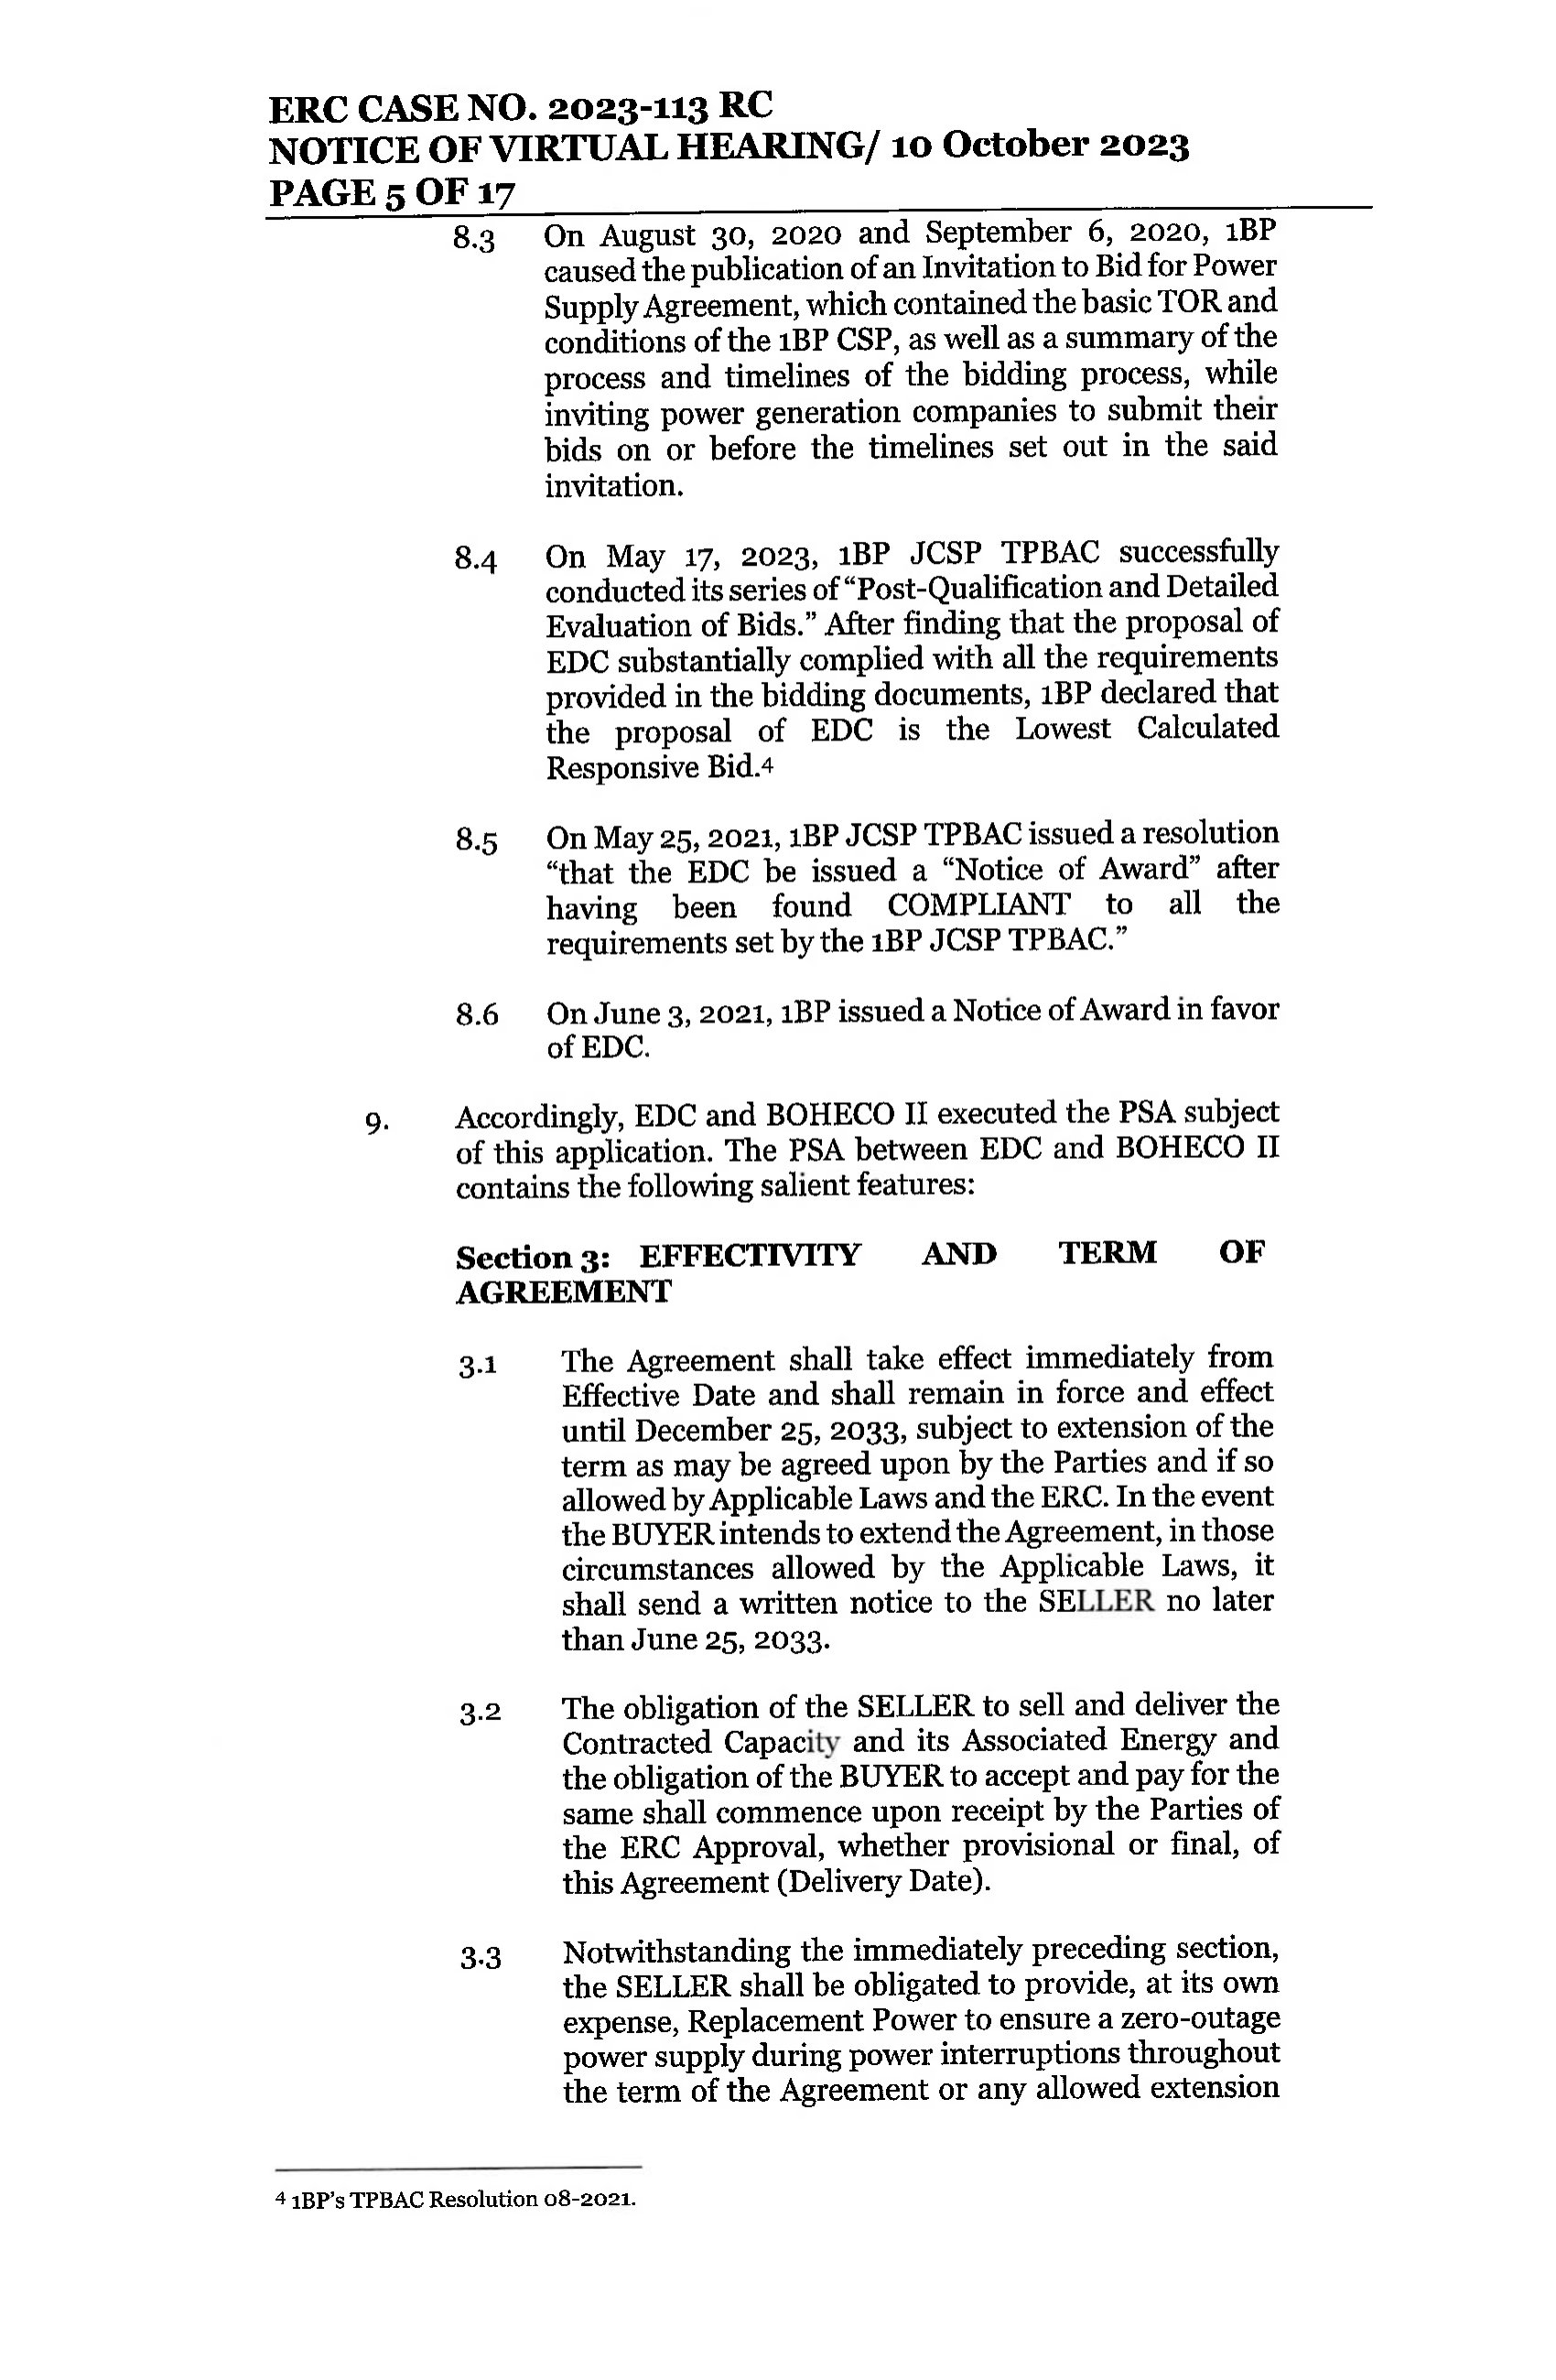 ERC CASE NO. 2023-113 RC
NOTICE OF VIRTUAL HEARING/ 10 October 2023
PAGE 5 OF 17
8.3 On August 30, 2020 and September 6, 2020, 1BP
caused the publication of an Invitation to Bid for Power
Supply Agreement, which contained the basic TOR and
conditions of the 1BP CSP, as well as a summary of the
process and timelines of the bidding process, while
inviting power generation companies to submit their
bids on or before the timelines set out in the said
invitation.
8.4 On May 17, 2023, 1BP JCSP TPBAC successfully
conducted its series of “Post-Qualification and Detailed
Evaluation of Bids.” After finding that the proposal of
EDC substantially complied with all the requirements
provided in the bidding documents, 1BP declared that
the proposal of EDC is the Lowest Calculated
Responsive Bid.4
8.5 On May 25, 2021, 1BP JCSP TPBAC issued a resolution
“that the EDC be issued a “Notice of Award” after
having been found COMPLIANT to all the
requirements set by the 1BP JCSP TPBAC.”
8.6 On June 3, 2021, 1BP issued a Notice of Award in favor
of EDC.
9. Accordingly, EDC and BOHECO II executed the PSA subject
of this application. The PSA between EDC and BOHECO II
contains the following salient features:
Section 3: EFFECTIVITY AND TERM OF
AGREEMENT
3.1 The Agreement shall take effect immediately from
Effective Date and shall remain in force and effect
until December 25, 2033, subject to extension of the
term as may be agreed upon by the Parties and if so
allowed by Applicable Laws and the ERC. In the event
the BUYER intends to extend the Agreement, in those
circumstances allowed by the Applicable Laws, it
shall send a written notice to the SELLER no later
than June 25, 2033.
3.2 The obligation of the SELLER to sell and deliver the
Contracted Capacity and its Associated Energy and
the obligation of the BUYER to accept and pay for the
same shall commence upon receipt by the Parties of
the ERC Approval, whether provisional or final, of
this Agreement (Delivery Date).
3.3 Notwithstanding the immediately preceding section,
the SELLER shall be obligated to provide, at its own
expense, Replacement Power to ensure a zero-outage
power supply during power interruptions throughout
the term of the Agreement or any allowed extension
4 1BP’s TPBAC Resolution 08-2021.